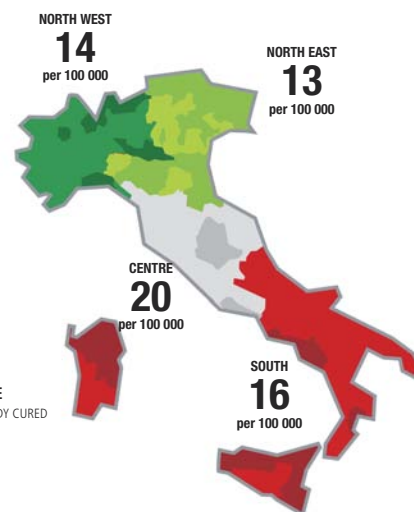 NORTH WEST
14
per 100 000
NORTH EAST
13
per 100 000
CENTRE
20
per 100 000
SOUTH
16
per 100 000
CURED